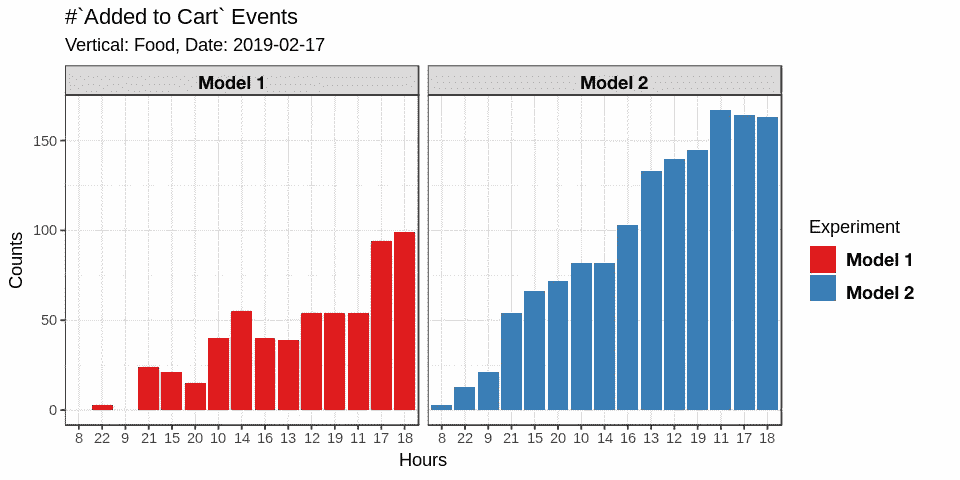 #`Added to Cart` Events
Vertical: Food, Date: 2019-02-17
Model 1
Model 2
150
100
50
0
Counts
8 22 9 21 15 20 10 14 16 13 12 19 11 17 18
8 22 9 21 15 20 10 14 16 13 12 19 11 17 18
Hours
Experiment
Model 1
Model 2